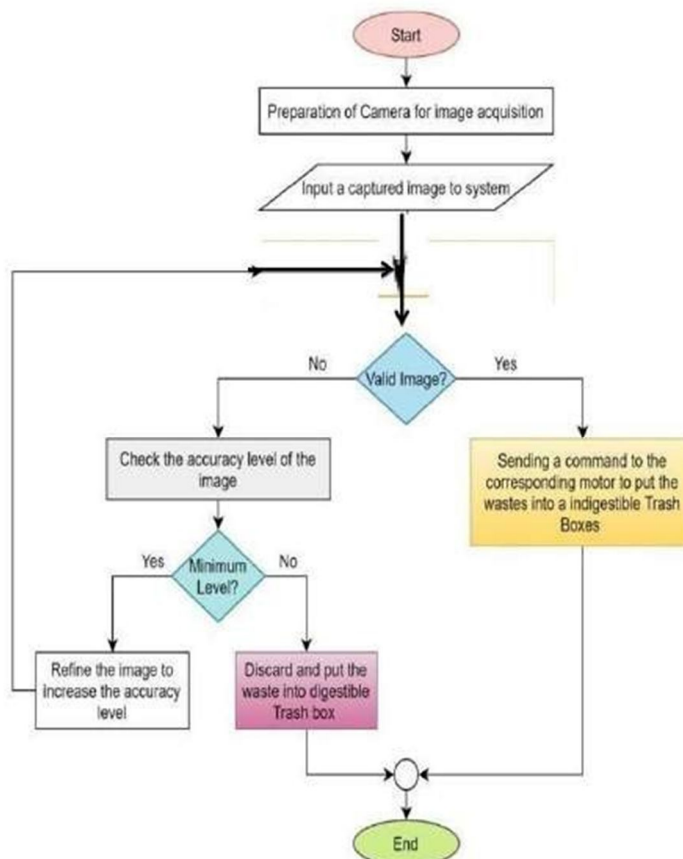 Start
Preparation of Camera for image acquisition
Input a captured image to system
No
Valid Image?
Yes
Check the accuracy level of the
image
Sending a command to the
corresponding motor to put the
wastes into a indigestible Trash
Boxes
Yes
Minimum
Level?
No
Refine the image to
increase the accuracy
level
Discard and put the
waste into digestible
Trash box
End